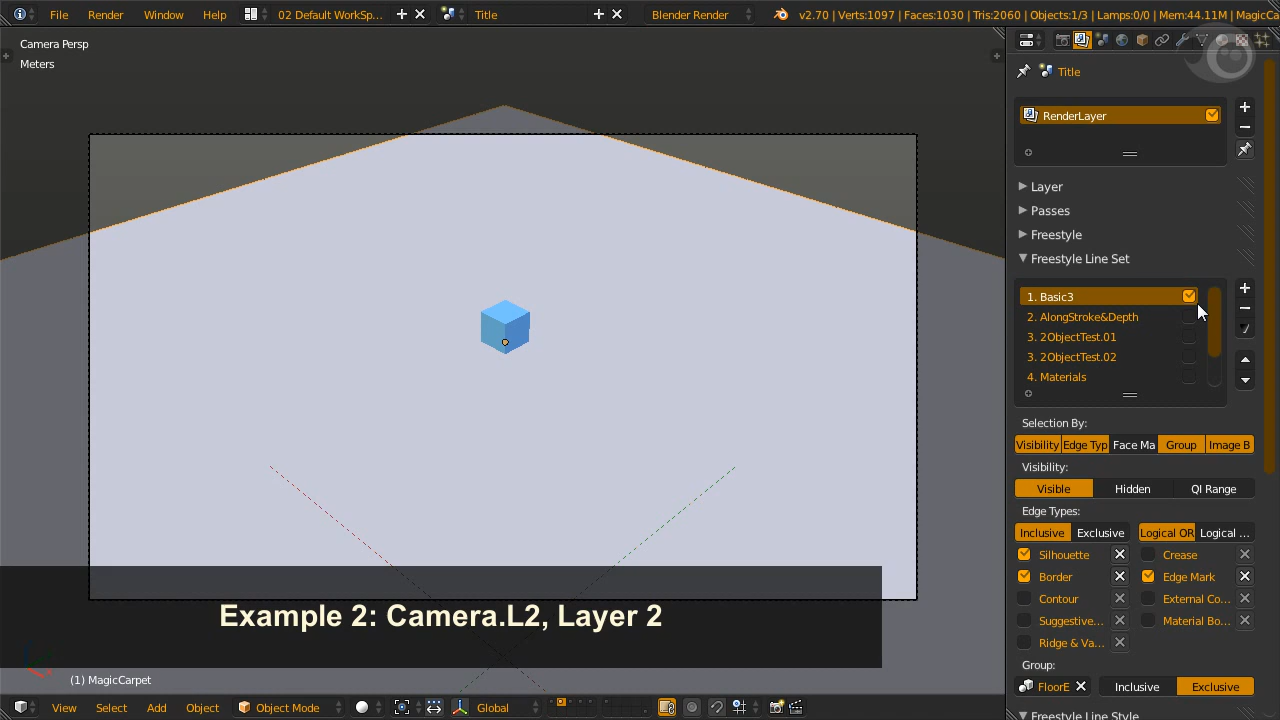 File Render Window Help 02 Default WorkSp... Title Blender Render v2.70 | Verts:1097 | Faces:1030 | Tris:2060 | Objects:1/3 | Lamps:0/0 | Mem:44.11M | MagicCa
Camera Persp
Meters
Title
RenderLayer
Layer
Passes
Freestyle
Freestyle Line Set
1. Basic3
2. AlongStroke&Depth
3. 2ObjectTest.01
3. 2ObjectTest.02
4. Materials
Selection By:
Visibility Edge Typ Face Ma Group Image B
Visibility:
Visible Hidden QI Range
Edge Types:
Inclusive Exclusive Logical OR Logical ...
Silhouette Crease
Border Edge Mark
Contour External Co...
Suggestive... Material Bo...
Ridge & Va...
Group:
FloorE Inclusive Exclusive
Freestyle Line Style
Example 2: Camera.L2, Layer 2
(1) MagicCarpet
View Select Add Object Object Mode Global